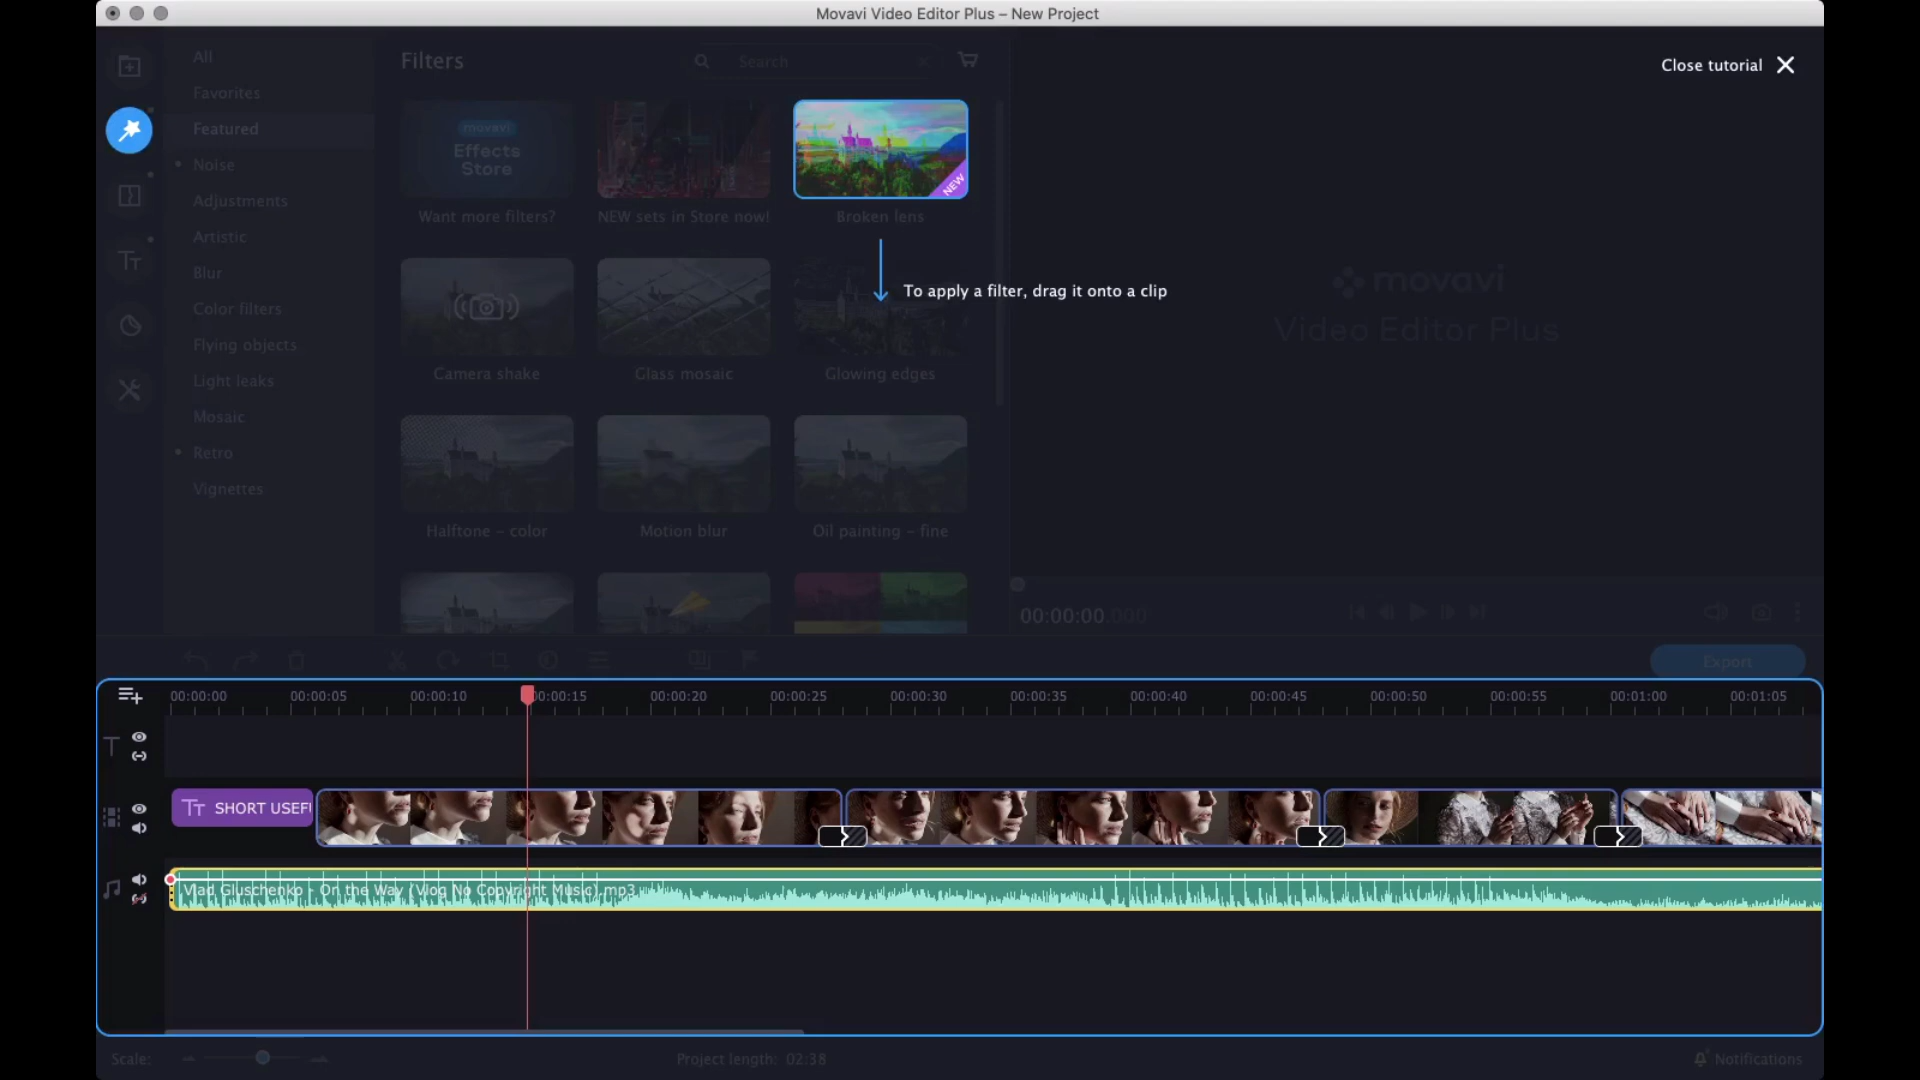 Movavi Video Editor Plus – New Project
Close tutorial
All
Favorites
Featured
Noise
Adjustments
Artistic
Blur
Color filters
Flying objects
Light leaks
Mosaic
Retro
Vignettes
Filters
Search
movavi
Effects
Store
NEW
Want more filters?
NEW sets in Store now!
Broken lens
To apply a filter, drag it onto a clip
Camera shake
Glass mosaic
Glowing edges
Halftone – color
Motion blur
Oil painting – fine
movavi
Video Editor Plus
00:00:00.000
Export
00:00:00
00:00:05
00:00:10
00:00:15
00:00:20
00:00:25
00:00:30
00:00:35
00:00:40
00:00:45
00:00:50
00:00:55
00:01:00
00:01:05
SHORT USEF
Vlad Gluschenko - On the Way (Vlog No Copyright Music).mp3
Scale:
Project length: 02:38
Notifications